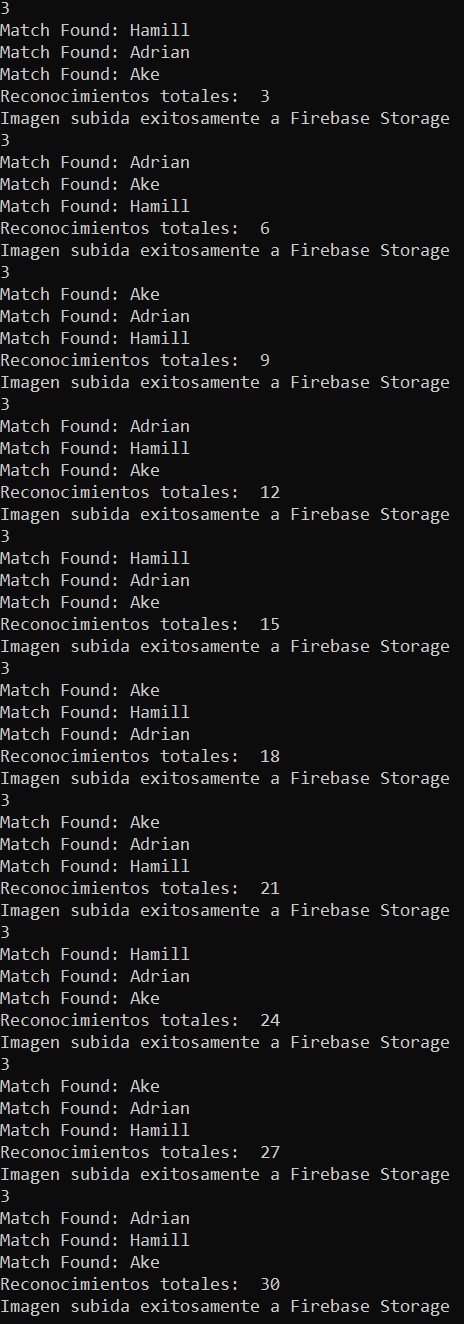 3
Match Found: Hamill
Match Found: Adrian
Match Found: Ake
Reconocimientos totales:  3
Imagen subida exitosamente a Firebase Storage
3
Match Found: Adrian
Match Found: Ake
Match Found: Hamill
Reconocimientos totales:  6
Imagen subida exitosamente a Firebase Storage
3
Match Found: Ake
Match Found: Adrian
Match Found: Hamill
Reconocimientos totales:  9
Imagen subida exitosamente a Firebase Storage
3
Match Found: Adrian
Match Found: Hamill
Match Found: Ake
Reconocimientos totales:  12
Imagen subida exitosamente a Firebase Storage
3
Match Found: Hamill
Match Found: Adrian
Match Found: Ake
Reconocimientos totales:  15
Imagen subida exitosamente a Firebase Storage
3
Match Found: Ake
Match Found: Hamill
Match Found: Adrian
Reconocimientos totales:  18
Imagen subida exitosamente a Firebase Storage
3
Match Found: Ake
Match Found: Adrian
Match Found: Hamill
Reconocimientos totales:  21
Imagen subida exitosamente a Firebase Storage
3
Match Found: Hamill
Match Found: Adrian
Match Found: Ake
Reconocimientos totales:  24
Imagen subida exitosamente a Firebase Storage
3
Match Found: Ake
Match Found: Adrian
Match Found: Hamill
Reconocimientos totales:  27
Imagen subida exitosamente a Firebase Storage
3
Match Found: Adrian
Match Found: Hamill
Match Found: Ake
Reconocimientos totales:  30
Imagen subida exitosamente a Firebase Storage